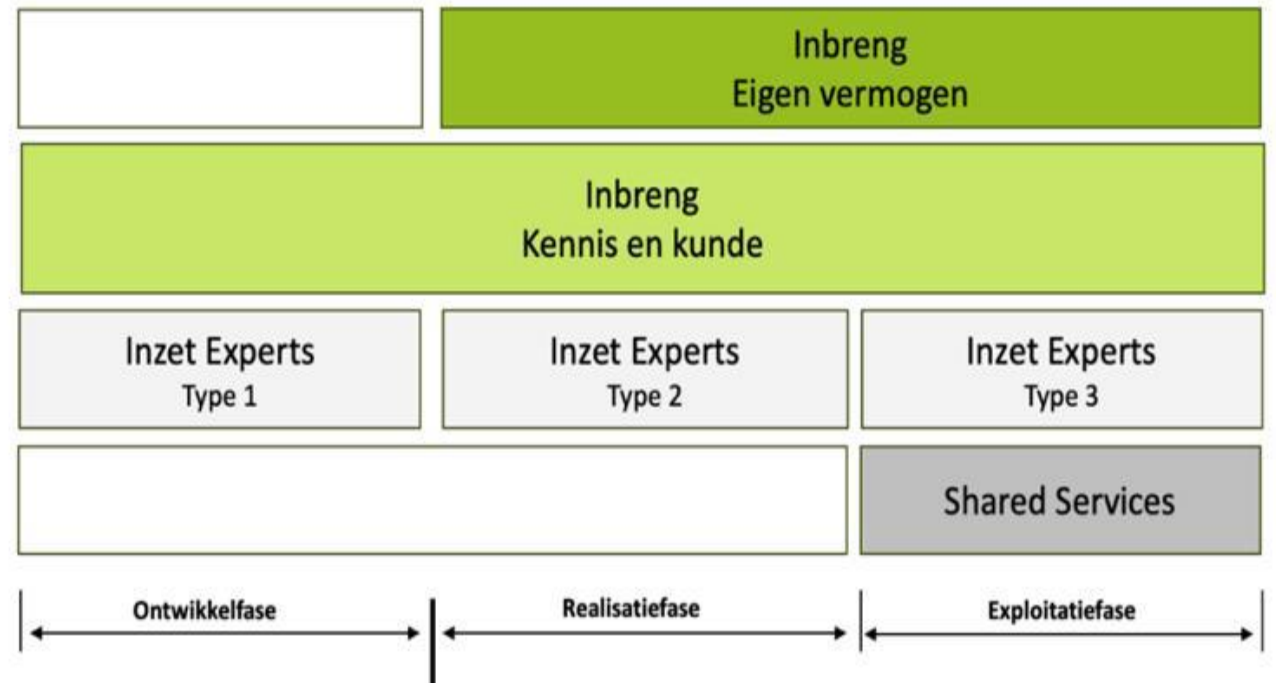 Inbreng
Eigen vermogen
Inbreng
Kennis en kunde
Inzet Experts
Type 1
Inzet Experts
Type 2
Inzet Experts
Type 3
Shared Services
Ontwikkelfase
Realisatiefase
Exploitatiefase